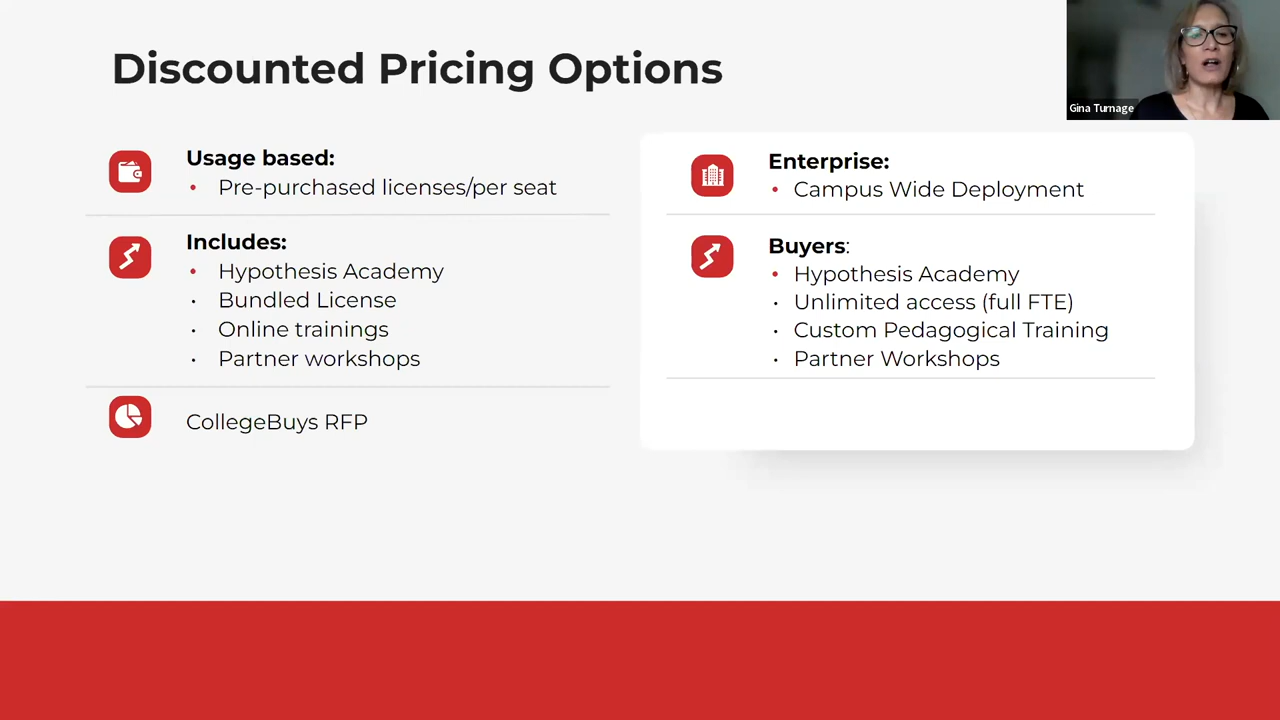 Discounted Pricing Options
Gina Turnage
Usage based:
• Pre-purchased licenses/per seat
Includes:
• Hypothesis Academy
• Bundled License
• Online trainings
• Partner workshops
CollegeBuys RFP
Enterprise:
• Campus Wide Deployment
Buyers:
• Hypothesis Academy
• Unlimited access (full FTE)
• Custom Pedagogical Training
• Partner Workshops